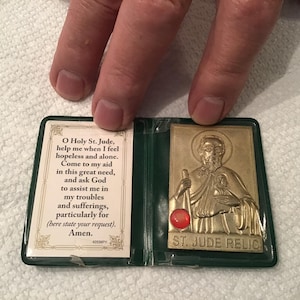 O Holy St. Jude,
help me when I feel
hopeless and alone.
Come to my aid
in this great need,
and ask God
to assist me in
my troubles
and sufferings,
particularly for
(here state your request).
Amen.
ST. JUDE RELIC